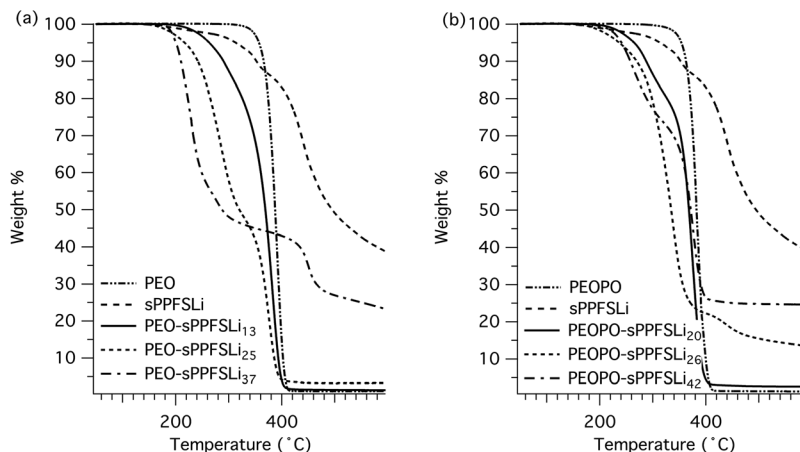 (a)
100
90
80
70
60
50
40
30
20
10
Weight %
PEO
sPPFSLi
PEO-sPPFSLi13
PEO-sPPFSLi25
PEO-sPPFSLi37
200 400
Temperature (˚C)
(b)
100
90
80
70
60
50
40
30
20
10
Weight %
PEOPO
sPPFSLi
PEOPO-sPPFSLi20
PEOPO-sPPFSLi26
PEOPO-sPPFSLi42
200 400
Temperature (˚C)